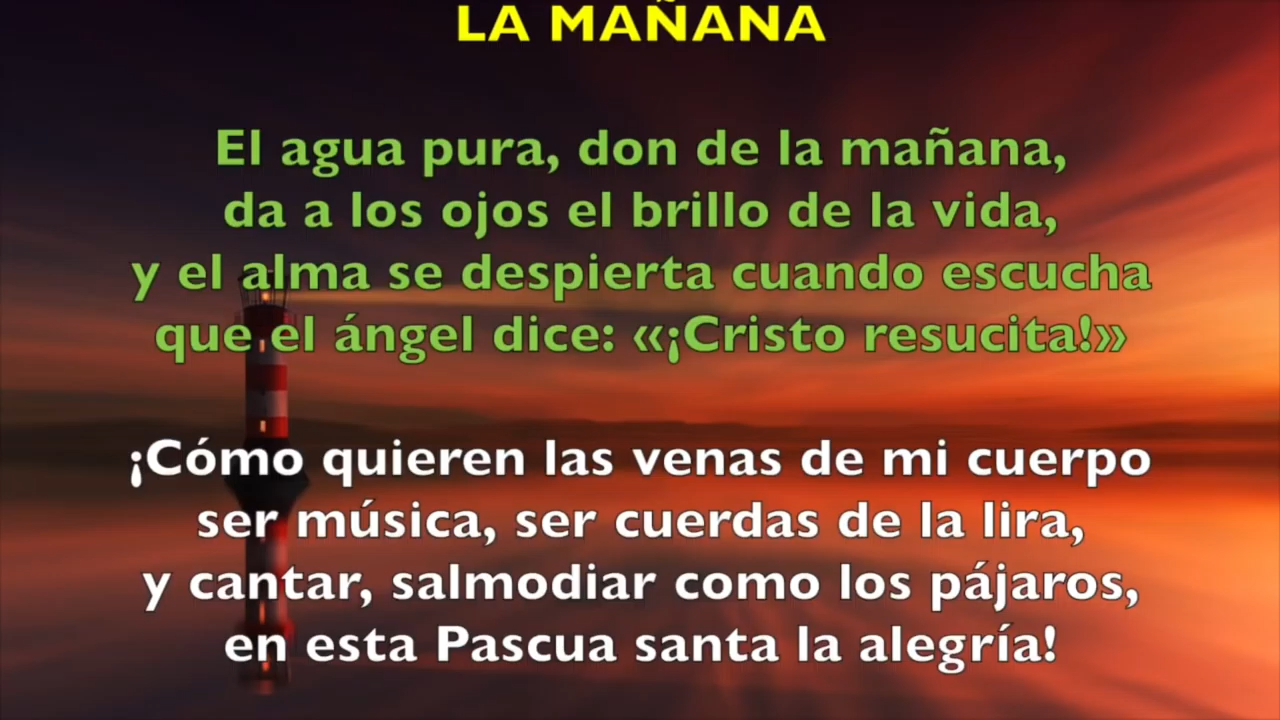 LA MAÑANA
El agua pura, don de la mañana,
da a los ojos el brillo de la vida,
y el alma se despierta cuando escucha
que el ángel dice: «¡Cristo resucita!»
¡Cómo quieren las venas de mi cuerpo
ser música, ser cuerdas de la lira,
y cantar, salmodiar como los pájaros,
en esta Pascua santa la alegría!